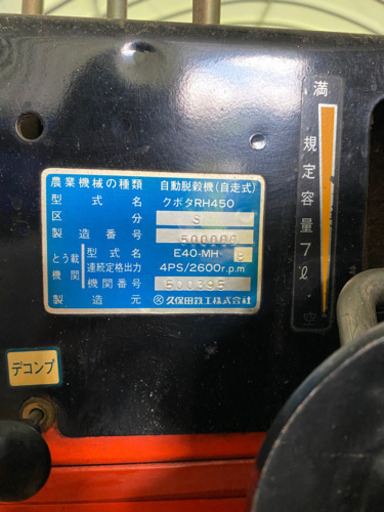 農業機械の種類 自動脱穀機(自走式)
型式名 クボタRH450
区分 S
製造番号
とう載機関 型式名 E40-MH-B
連続定格出力 4PS/2600r.p.m
機関番号 500395
製造元 久保田鉄工株式会社
満
規定容量7ℓ
空
デコンプ